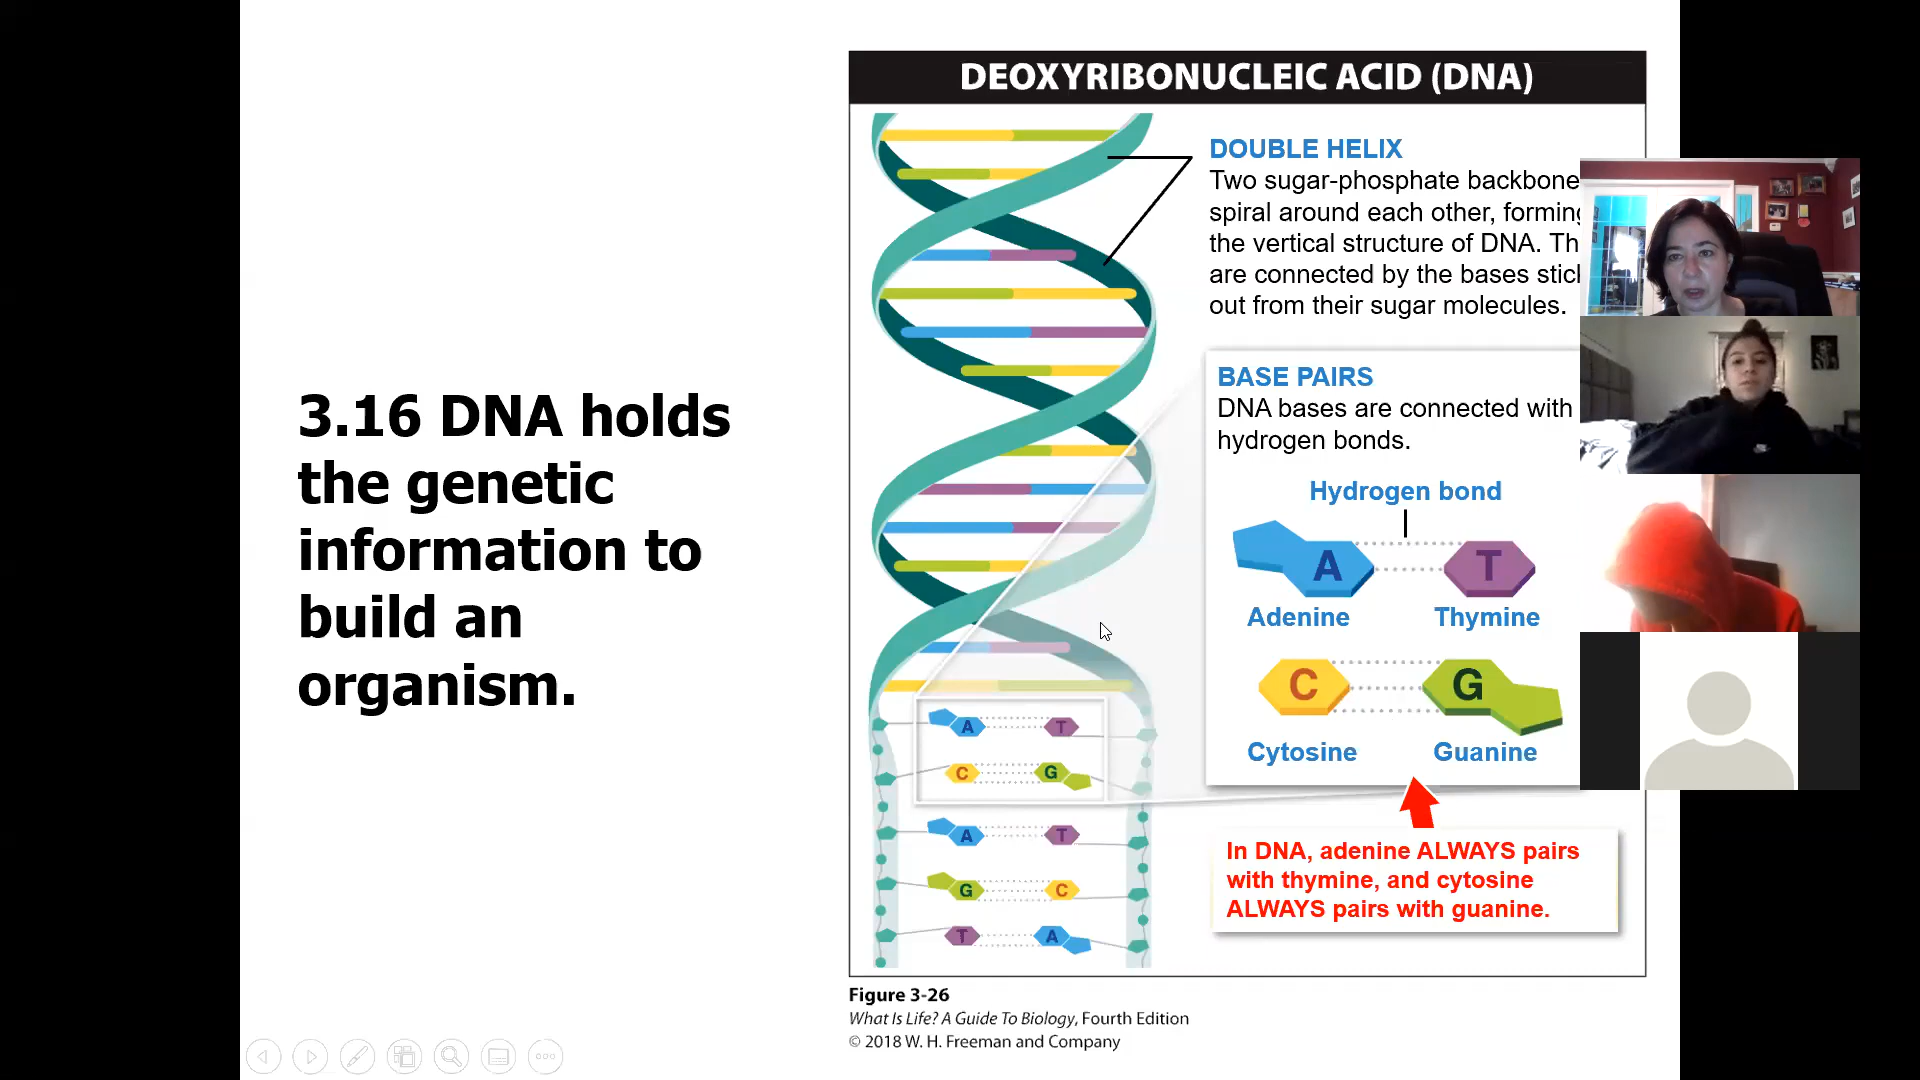 3.16 DNA holds
the genetic
information to
build an
organism.
DEOXYRIBONUCLEIC ACID (DNA)
DOUBLE HELIX
Two sugar-phosphate backbone
spiral around each other, forming
the vertical structure of DNA. Th
are connected by the bases stick
out from their sugar molecules.
BASE PAIRS
DNA bases are connected with
hydrogen bonds.
Hydrogen bond
A T
Adenine Thymine
C G
Cytosine Guanine
A T
C G
A T
G C
T A
In DNA, adenine ALWAYS pairs
with thymine, and cytosine
ALWAYS pairs with guanine.
Figure 3-26
What Is Life? A Guide To Biology, Fourth Edition
© 2018 W. H. Freeman and Company